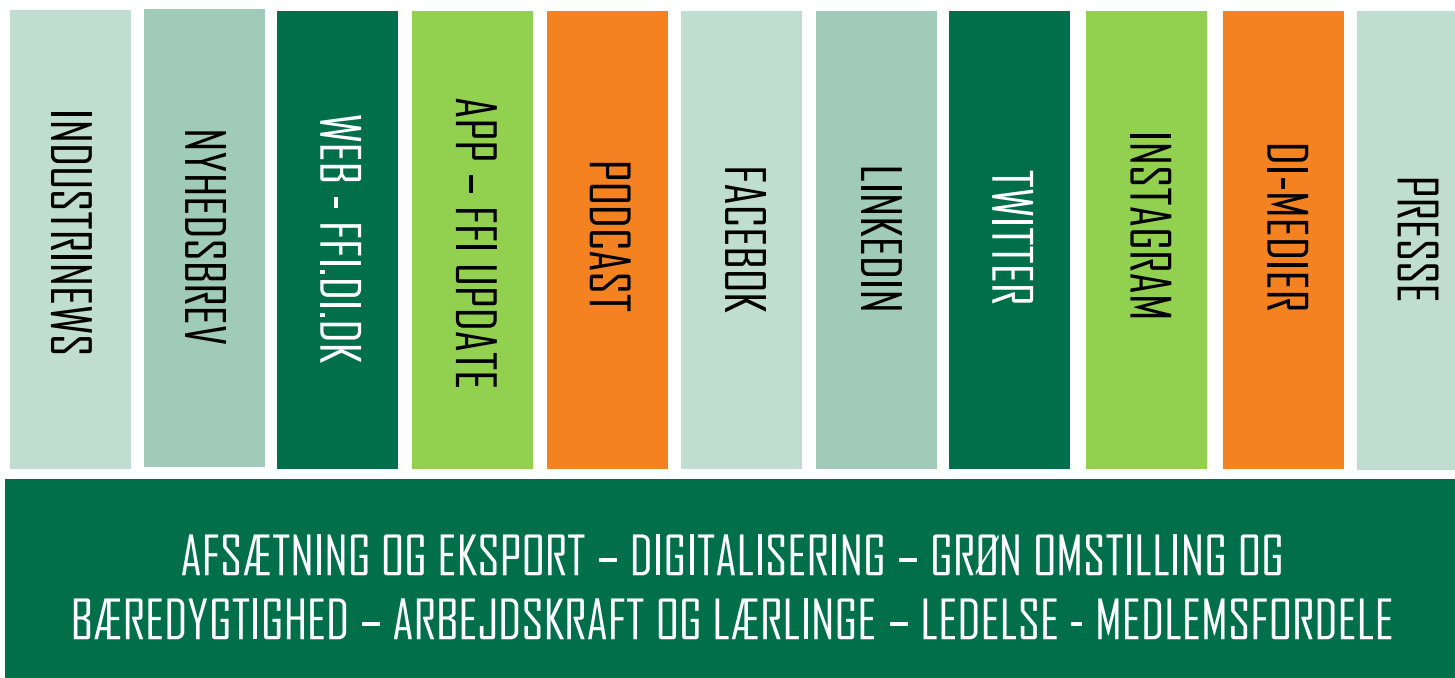 INDUSTRINEWS
NYHEDSBREV
WEB - FFI.DI.DK
APP – FFI UPDATE
PODCAST
FACEBOK
LINKEDIN
TWITTER
INSTAGRAM
DI-MEDIER
PRESSE
AFSÆTNING OG EKSPORT – DIGITALISERING – GRØN OMSTILLING OG
BÆREDYGTIGHED – ARBEJDSKRAFT OG LÆRLINGE – LEDELSE - MEDLEMSFORDELE